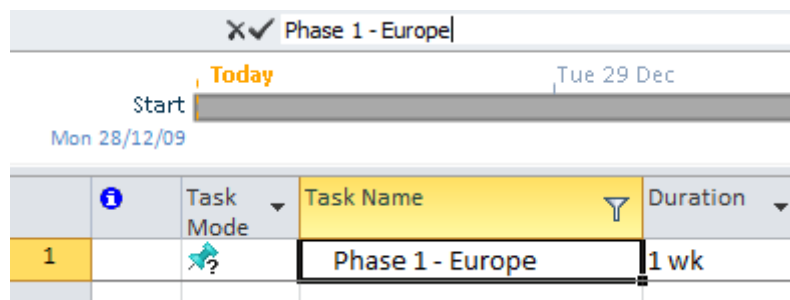 Phase 1 - Europe
Today
Tue 29 Dec
Start
Mon 28/12/09
Task Mode
Task Name
Duration
1
Phase 1 - Europe
1 wk